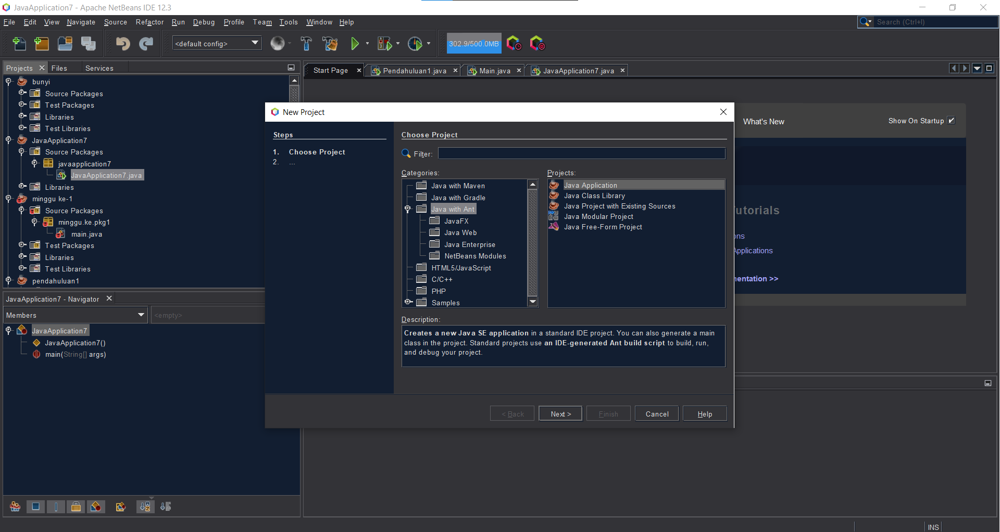 JavaApplication7 - Apache NetBeans IDE 12.3
File Edit View Navigate Source Refactor Run Debug Profile Team Tools Window Help
Search (Ctrl+I)
<default config>
302.9/500.0MB
Projects Files Services
Start Page Pendahuluan1.java Main.java JavaApplication7.java
bunyi
Source Packages
Test Packages
Libraries
Test Libraries
JavaApplication7
Source Packages
javaapplication7
JavaApplication7.java
Libraries
minggu ke-1
Source Packages
minggu.ke.pkg1
main.java
Test Packages
Libraries
Test Libraries
pendahuluan1
JavaApplication7 - Navigator
Members
<empty>
JavaApplication7
JavaApplication7()
main(String[] args)
What's New
Show On Startup
utorials
ons
Applications
nentation >>
New Project
Steps
1. Choose Project
2. ...
Choose Project
Filter:
Categories:
Java with Maven
Java with Gradle
Java with Ant
JavaFX
Java Web
Java Enterprise
NetBeans Modules
HTML5/JavaScript
C/C++
PHP
Samples
Projects:
Java Application
Java Class Library
Java Project with Existing Sources
Java Modular Project
Java Free-Form Project
Description:
Creates a new Java SE application in a standard IDE project. You can also generate a main
class in the project. Standard projects use an IDE-generated Ant build script to build, run,
and debug your project.
< Back Next > Finish Cancel Help
INS